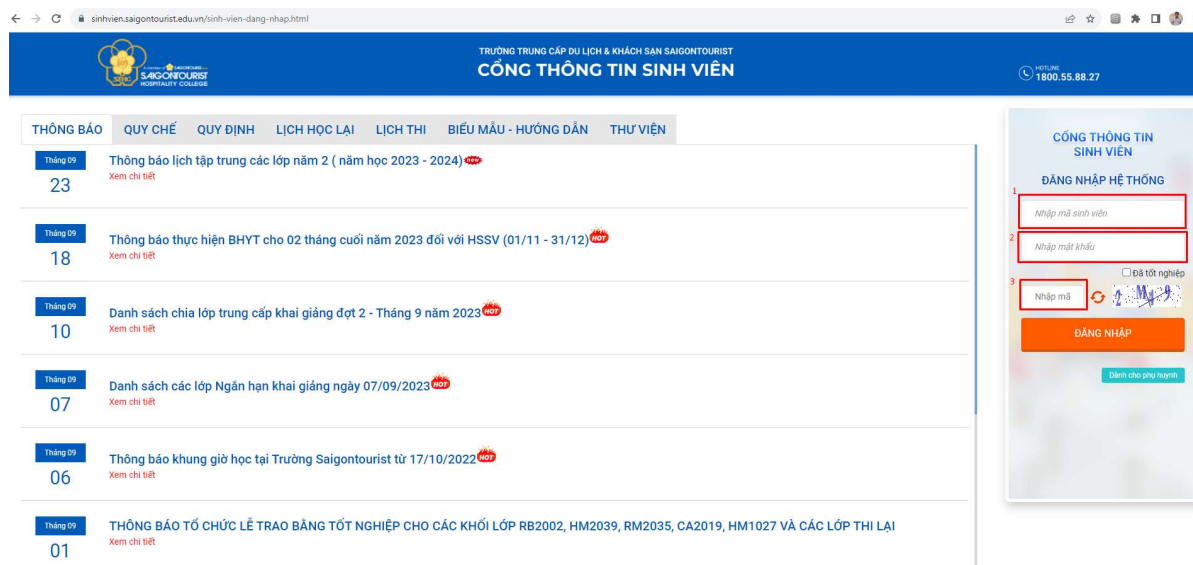 sinhvien.saigontourist.edu.vn/sinh-vien-dang-nhap.html
SAIGONTOURIST
HOSPITALITY COLLEGE
TRƯỜNG TRUNG CẤP DU LỊCH & KHÁCH SẠN SAIGONTOURIST
CỔNG THÔNG TIN SINH VIÊN
HOTLINE
1800.55.88.27
THÔNG BÁO QUY CHẾ QUY ĐỊNH LỊCH HỌC LẠI LỊCH THI BIỂU MẪU - HƯỚNG DẪN THƯ VIỆN
Tháng 09
23
Thông báo lịch tập trung các lớp năm 2 ( năm học 2023 - 2024) new
Xem chi tiết
Tháng 09
18
Thông báo thực hiện BHYT cho 02 tháng cuối năm 2023 đối với HSSV (01/11 - 31/12) HOT
Xem chi tiết
Tháng 09
10
Danh sách chia lớp trung cấp khai giảng đợt 2 - Tháng 9 năm 2023 HOT
Xem chi tiết
Tháng 09
07
Danh sách các lớp Ngắn hạn khai giảng ngày 07/09/2023 HOT
Xem chi tiết
Tháng 09
06
Thông báo khung giờ học tại Trường Saigontourist từ 17/10/2022 HOT
Xem chi tiết
Tháng 09
01
THÔNG BÁO TỔ CHỨC LỄ TRAO BẰNG TỐT NGHIỆP CHO CÁC KHỐI LỚP RB2002, HM2039, RM2035, CA2019, HM1027 VÀ CÁC LỚP THI LẠI
Xem chi tiết
CỔNG THÔNG TIN
SINH VIÊN
ĐĂNG NHẬP HỆ THỐNG
1
Nhập mã sinh viên
2
Nhập mật khẩu
Đã tốt nghiệp
3
Nhập mã
ĐĂNG NHẬP
Dành cho phụ huynh